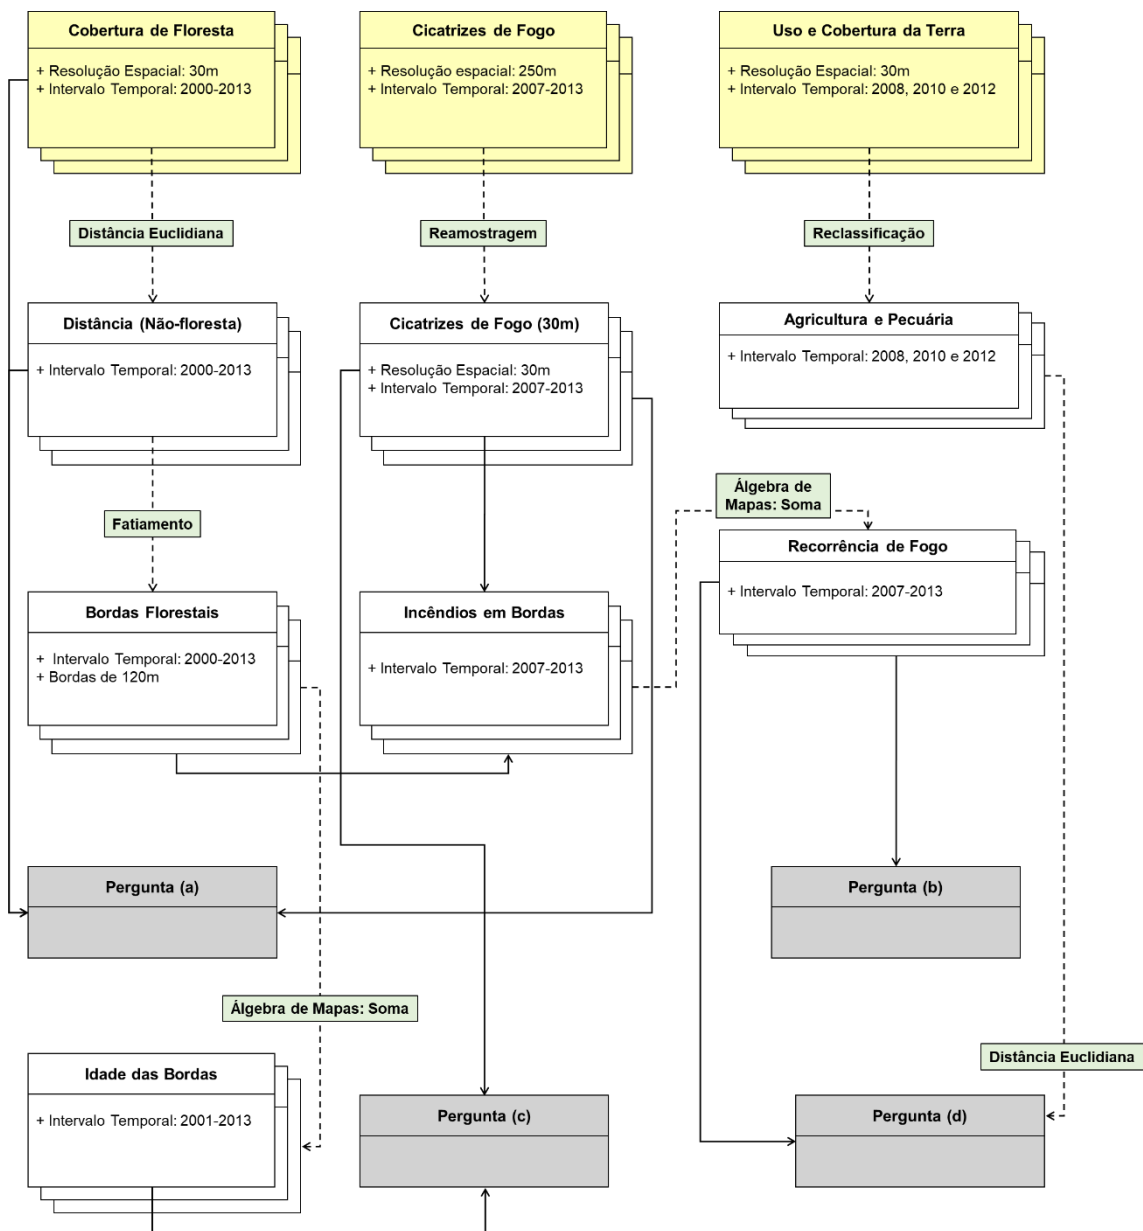 Cobertura de Floresta
+ Resolução Espacial: 30m
+ Intervalo Temporal: 2000-2013
Cicatrizes de Fogo
+ Resolução espacial: 250m
+ Intervalo Temporal: 2007-2013
Uso e Cobertura da Terra
+ Resolução Espacial: 30m
+ Intervalo Temporal: 2008, 2010 e 2012
Distância Euclidiana
Reamostragem
Reclassificação
Distância (Não-floresta)
+ Intervalo Temporal: 2000-2013
Cicatrizes de Fogo (30m)
+ Resolução Espacial: 30m
+ Intervalo Temporal: 2007-2013
Agricultura e Pecuária
+ Intervalo Temporal: 2008, 2010 e 2012
Fatiamento
Álgebra de
Mapas: Soma
Bordas Florestais
+ Intervalo Temporal: 2000-2013
+ Bordas de 120m
Incêndios em Bordas
+ Intervalo Temporal: 2007-2013
Recorrência de Fogo
+ Intervalo Temporal: 2007-2013
Pergunta (a)
Pergunta (b)
Álgebra de Mapas: Soma
Distância Euclidiana
Idade das Bordas
+ Intervalo Temporal: 2001-2013
Pergunta (c)
Pergunta (d)